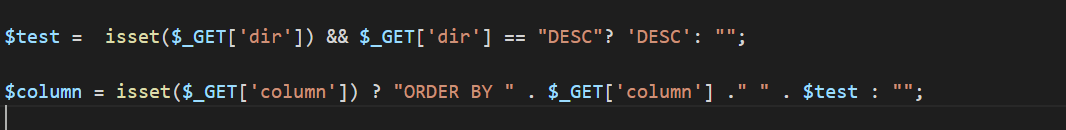 $test =  isset($_GET['dir']) && $_GET['dir'] == "DESC"? 'DESC': "";
$column = isset($_GET['column']) ? "ORDER BY " . $_GET['column'] ." " . $test : "";